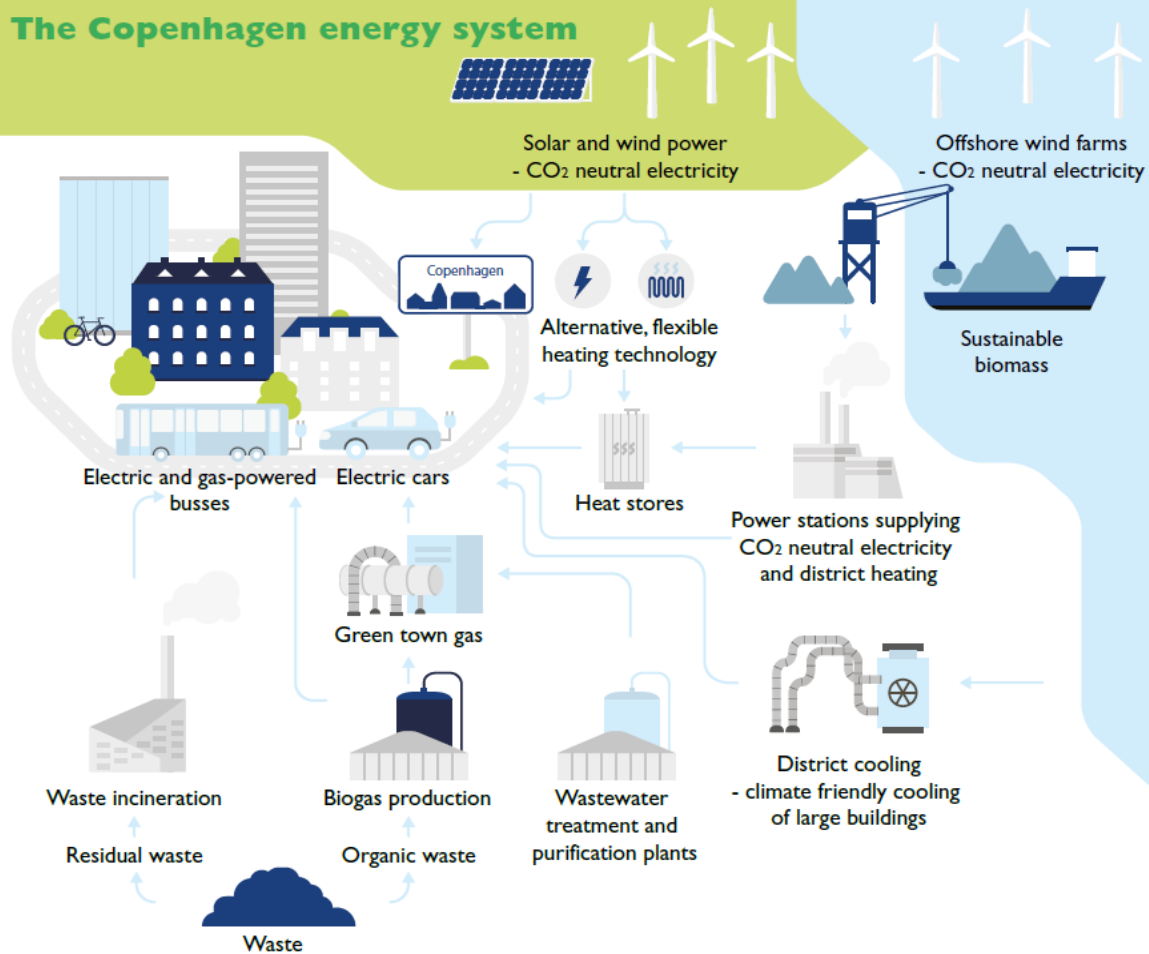 The Copenhagen energy system
Solar and wind power
- CO2 neutral electricity
Offshore wind farms
- CO2 neutral electricity
Copenhagen
Alternative, flexible
heating technology
Sustainable
biomass
Electric and gas-powered
busses
Electric cars
Heat stores
Power stations supplying
CO2 neutral electricity
and district heating
Green town gas
District cooling
- climate friendly cooling
of large buildings
Waste incineration
Biogas production
Wastewater
treatment and
purification plants
Residual waste
Organic waste
Waste